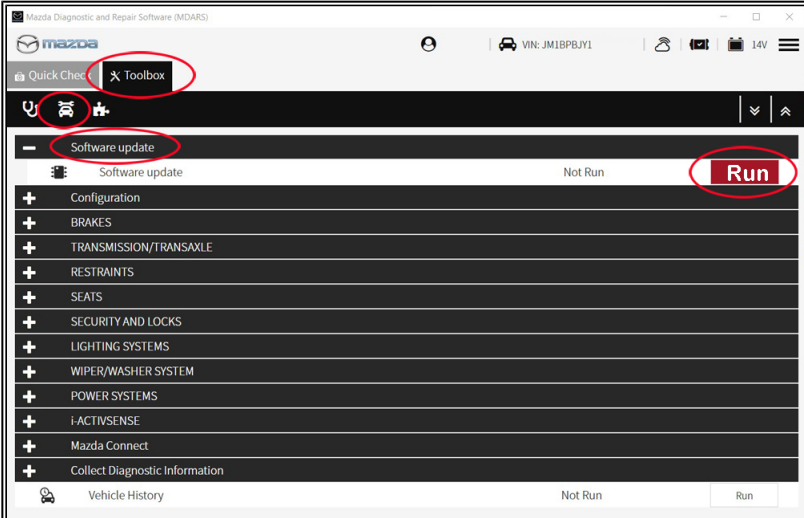 Mazda Diagnostic and Repair Software (MDARS)
mazda VIN: JM1BPBJY1 14V
Quick Check Toolbox
Software update
Software update Not Run Run
Configuration
BRAKES
TRANSMISSION/TRANSAXLE
RESTRAINTS
SEATS
SECURITY AND LOCKS
LIGHTING SYSTEMS
WIPER/WASHER SYSTEM
POWER SYSTEMS
i-ACTIVSENSE
Mazda Connect
Collect Diagnostic Information
Vehicle History Not Run Run